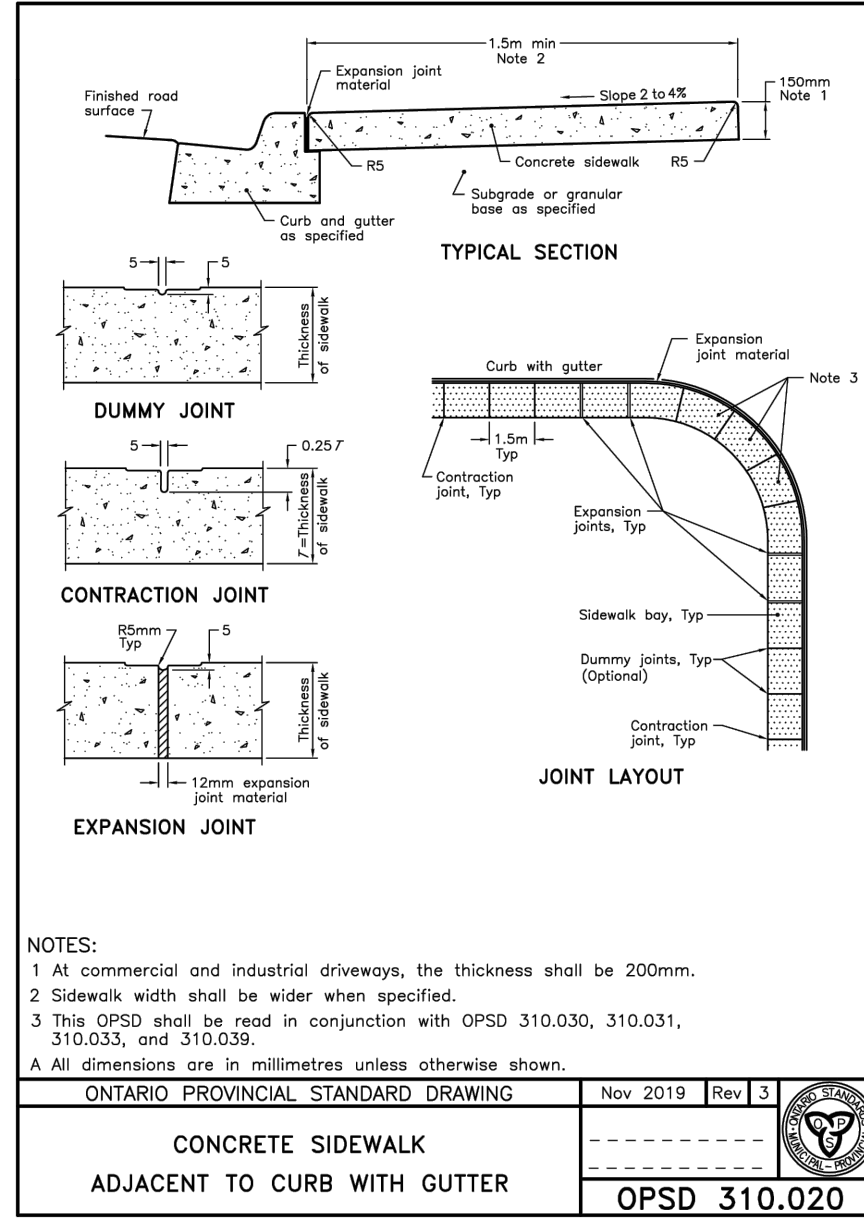 1.5m min
Note 2
Expansion joint
material
Finished road
surface
Slope 2 to 4%
150mm
Note 1
R5
Concrete sidewalk
R5
Subgrade or granular
base as specified
Curb and gutter
as specified
TYPICAL SECTION
5
5
Thickness
of sidewalk
DUMMY JOINT
5
0.25T
T=Thickness
of sidewalk
CONTRACTION JOINT
R5mm
Typ
5
Thickness
of sidewalk
12mm expansion
joint material
EXPANSION JOINT
Expansion
joint material
Curb with gutter
Note 3
1.5m
Typ
Contraction
joint, Typ
Expansion
joints, Typ
Sidewalk bay, Typ
Dummy joints, Typ
(Optional)
Contraction
joint, Typ
JOINT LAYOUT
NOTES:
1 At commercial and industrial driveways, the thickness shall be 200mm.
2 Sidewalk width shall be wider when specified.
3 This OPSD shall be read in conjunction with OPSD 310.030, 310.031,
310.033, and 310.039.
A All dimensions are in millimetres unless otherwise shown.
ONTARIO PROVINCIAL STANDARD DRAWING
Nov 2019 Rev 3
CONCRETE SIDEWALK
ADJACENT TO CURB WITH GUTTER
OPSD 310.020
ONTARIO
MUNICIPAL
O P
S